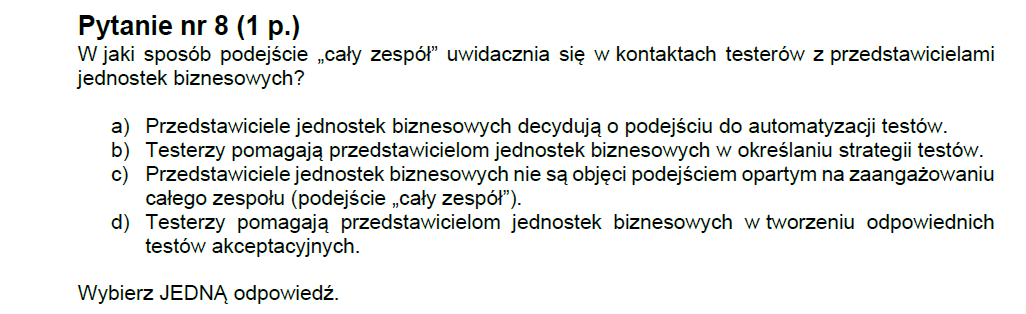 Pytanie nr 8 (1 p.)
W jaki sposób podejście „cały zespół” uwidacznia się w kontaktach testerów z przedstawicielami
jednostek biznesowych?
a) Przedstawiciele jednostek biznesowych decydują o podejściu do automatyzacji testów.
b) Testerzy pomagają przedstawicielom jednostek biznesowych w określaniu strategii testów.
c) Przedstawiciele jednostek biznesowych nie są objęci podejściem opartym na zaangażowaniu
całego zespołu (podejście „cały zespół”).
d) Testerzy pomagają przedstawicielom jednostek biznesowych w tworzeniu odpowiednich
testów akceptacyjnych.
Wybierz JEDNĄ odpowiedź.